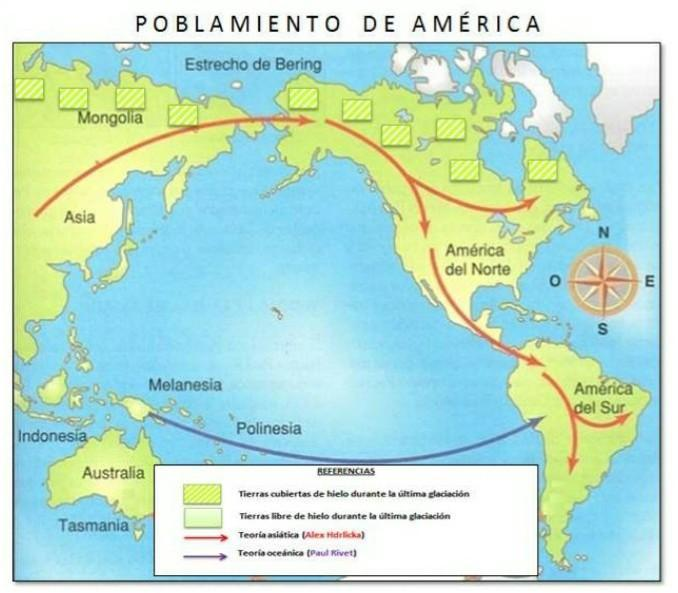 POBLAMIENTO DE AMÉRICA
Estrecho de Bering
Mongolia
Asia
N
América
del Norte
O
E
S
Melanesia
América
del Sur
Polinesia
Indonesia
Australia
REFERENCIAS
Tierras cubiertas de hielo durante la última glaciación
Tierras libre de hielo durante la última glaciación
Tasmania
Teoría asiática (Alex Hdrlicka)
Teoría oceánica (Paul Rivet)